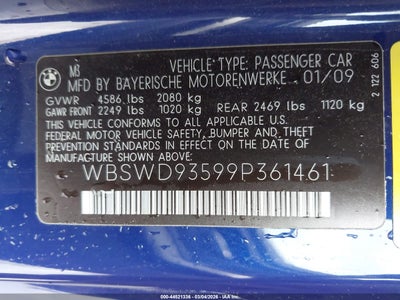 M3 VEHICLE TYPE: PASSENGER CAR
MFD BY BAYERISCHE MOTORENWERKE 01/09
GVWR 4586 lbs 2080 kg
GAWR FRONT 2249 lbs 1020 kg REAR 2469 lbs 1120 kg
THIS VEHICLE CONFORMS TO ALL APPLICABLE U.S.
FEDERAL MOTOR VEHICLE SAFETY, BUMPER AND THEFT
PREVENTION STANDARDS IN EFFECT ON THE DATE OF
MANUFACTURE SHOWN ABOVE.
WBSWD93599P361461
2 122 606
000-44521336 - 03/04/2026 - IAA Inc.